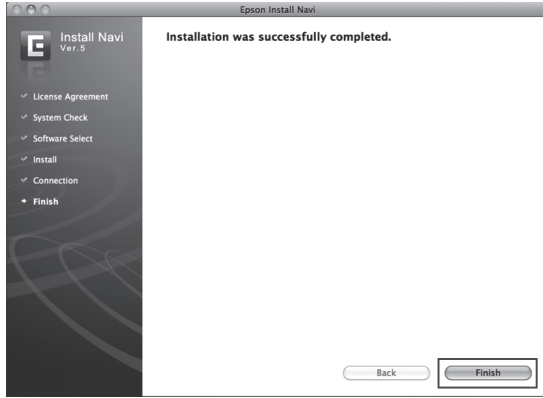 Epson Install Navi
E
Install Navi
Ver.5
License Agreement
System Check
Software Select
Install
Connection
Finish
Installation was successfully completed.
Back
Finish